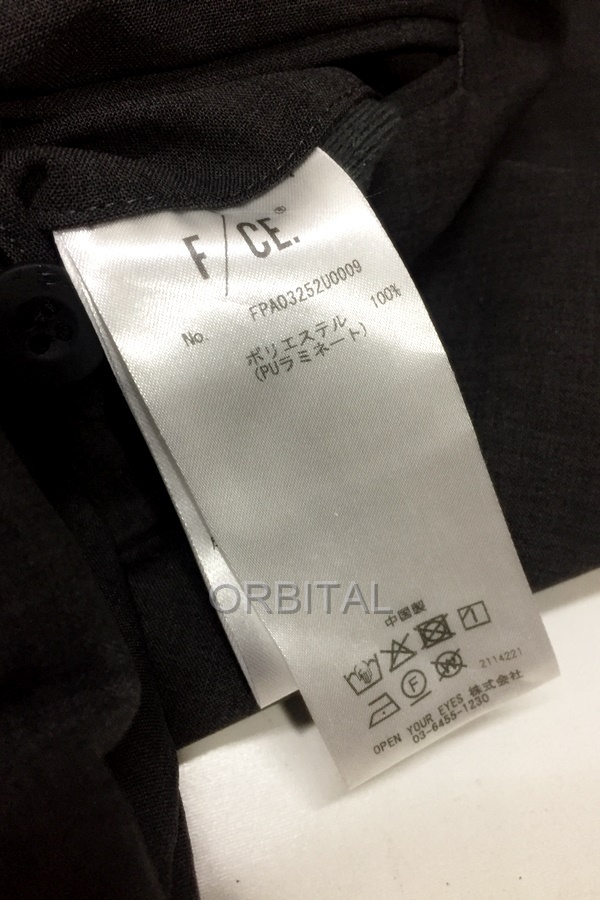 F/CE.®
No. FPA03252U0009
ポリエステル 100%
(PUラミネート)
ORBITAL
中国製
F W
2114221
OPEN YOUR EYES 株式会社
03-6455-1230